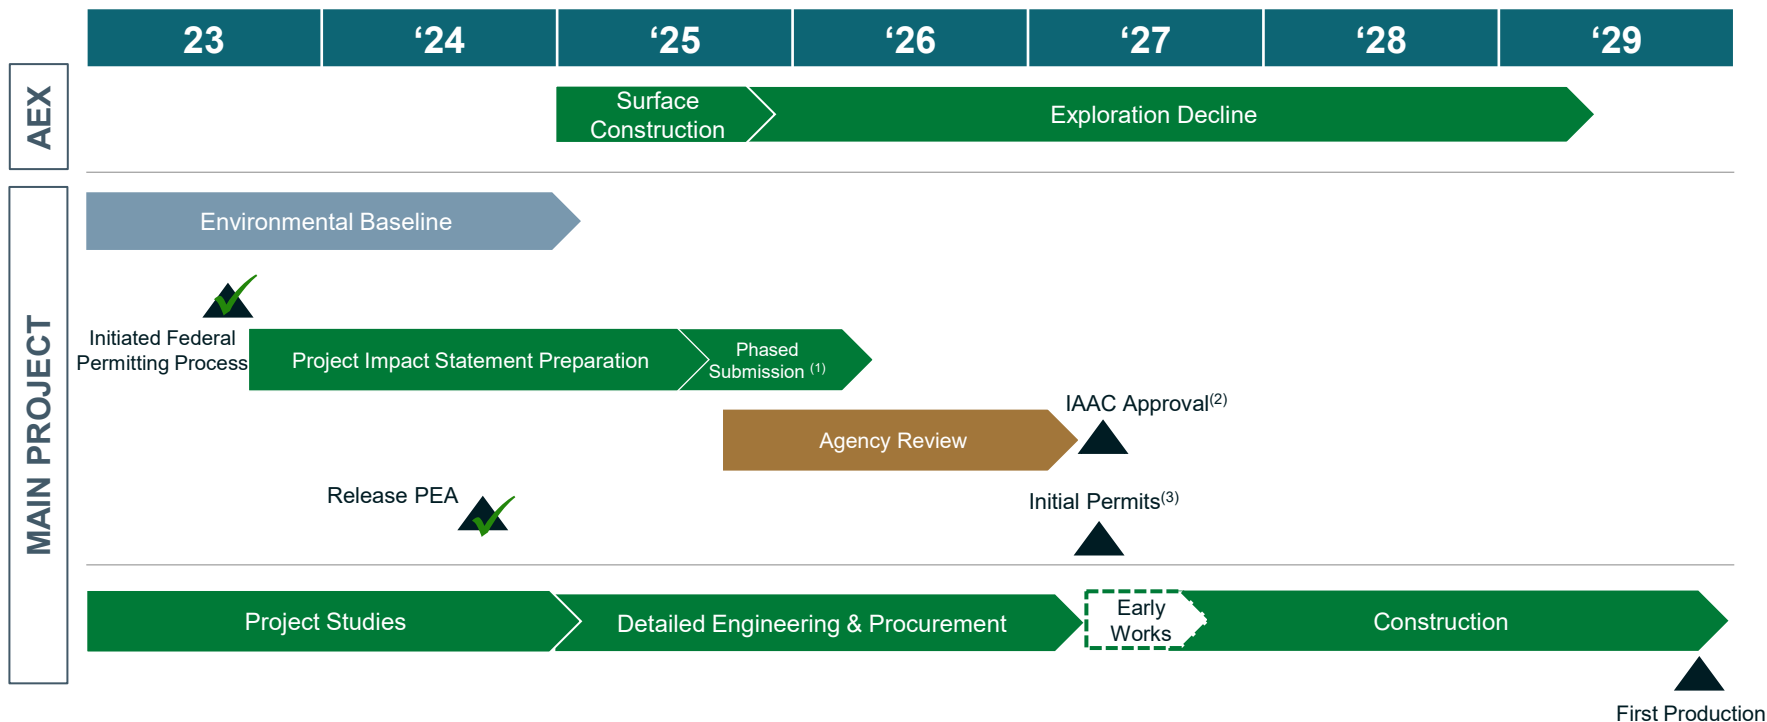 23 ‘24 ‘25 ‘26 ‘27 ‘28 ‘29
AEX
Surface
Construction
Exploration Decline
MAIN PROJECT
Environmental Baseline
Initiated Federal
Permitting Process
Project Impact Statement Preparation
Phased
Submission (1)
IAAC Approval(2)
Agency Review
Release PEA
Initial Permits(3)
Project Studies
Detailed Engineering & Procurement
Early
Works
Construction
First Production